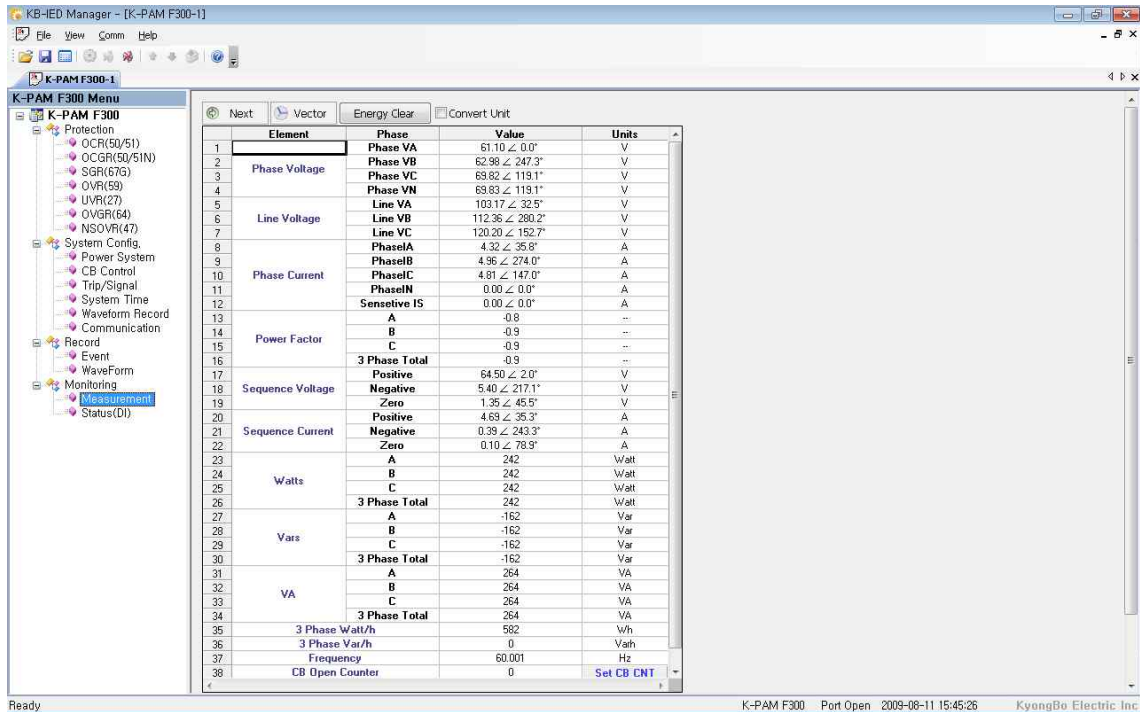 KB-IED Manager - [K-PAM F300-1]
File View Comm Help
K-PAM F300-1
K-PAM F300 Menu
K-PAM F300
Protection
OCR(50/51)
OCGR(50/51N)
SGR(67G)
OVR(59)
UVR(27)
OVGR(64)
NSOVR(47)
System Config.
Power System
CB Control
Trip/Signal
System Time
Waveform Record
Communication
Record
Event
WaveForm
Monitoring
Measurement
Status(DI)
Next Vector Energy Clear Convert Unit
Element Phase Value Units
1 Phase VA 61.10 ∠ 0.0° V
2 Phase Voltage Phase VB 62.98 ∠ 247.3° V
3 Phase VC 69.82 ∠ 119.1° V
4 Phase VN 69.83 ∠ 119.1° V
5 Line VA 103.17 ∠ 32.5° V
6 Line Voltage Line VB 112.36 ∠ 280.2° V
7 Line VC 120.20 ∠ 152.7° V
8 PhaseIA 4.32 ∠ 35.8° A
9 PhaseIB 4.96 ∠ 274.0° A
10 Phase Current PhaseIC 4.81 ∠ 147.0° A
11 PhaseIN 0.00 ∠ 0.0° A
12 Sensetive IS 0.00 ∠ 0.0° A
13 A -0.8 --
14 Power Factor B -0.9 --
15 C -0.9 --
16 3 Phase Total -0.9 --
17 Positive 64.50 ∠ 2.0° V
18 Sequence Voltage Negative 5.40 ∠ 217.1° V
19 Zero 1.35 ∠ 45.5° V
20 Positive 4.69 ∠ 35.3° A
21 Sequence Current Negative 0.39 ∠ 243.3° A
22 Zero 0.10 ∠ 78.9° A
23 A 242 Watt
24 Watts B 242 Watt
25 C 242 Watt
26 3 Phase Total 242 Watt
27 A -162 Var
28 Vars B -162 Var
29 C -162 Var
30 3 Phase Total -162 Var
31 A 264 VA
32 VA B 264 VA
33 C 264 VA
34 3 Phase Total 264 VA
35 3 Phase Watt/h 582 Wh
36 3 Phase Var/h 0 Varh
37 Frequency 60.001 Hz
38 CB Open Counter 0 Set CB CNT
Ready K-PAM F300 Port Open 2009-08-11 15:45:26 KyongBo Electric Inc